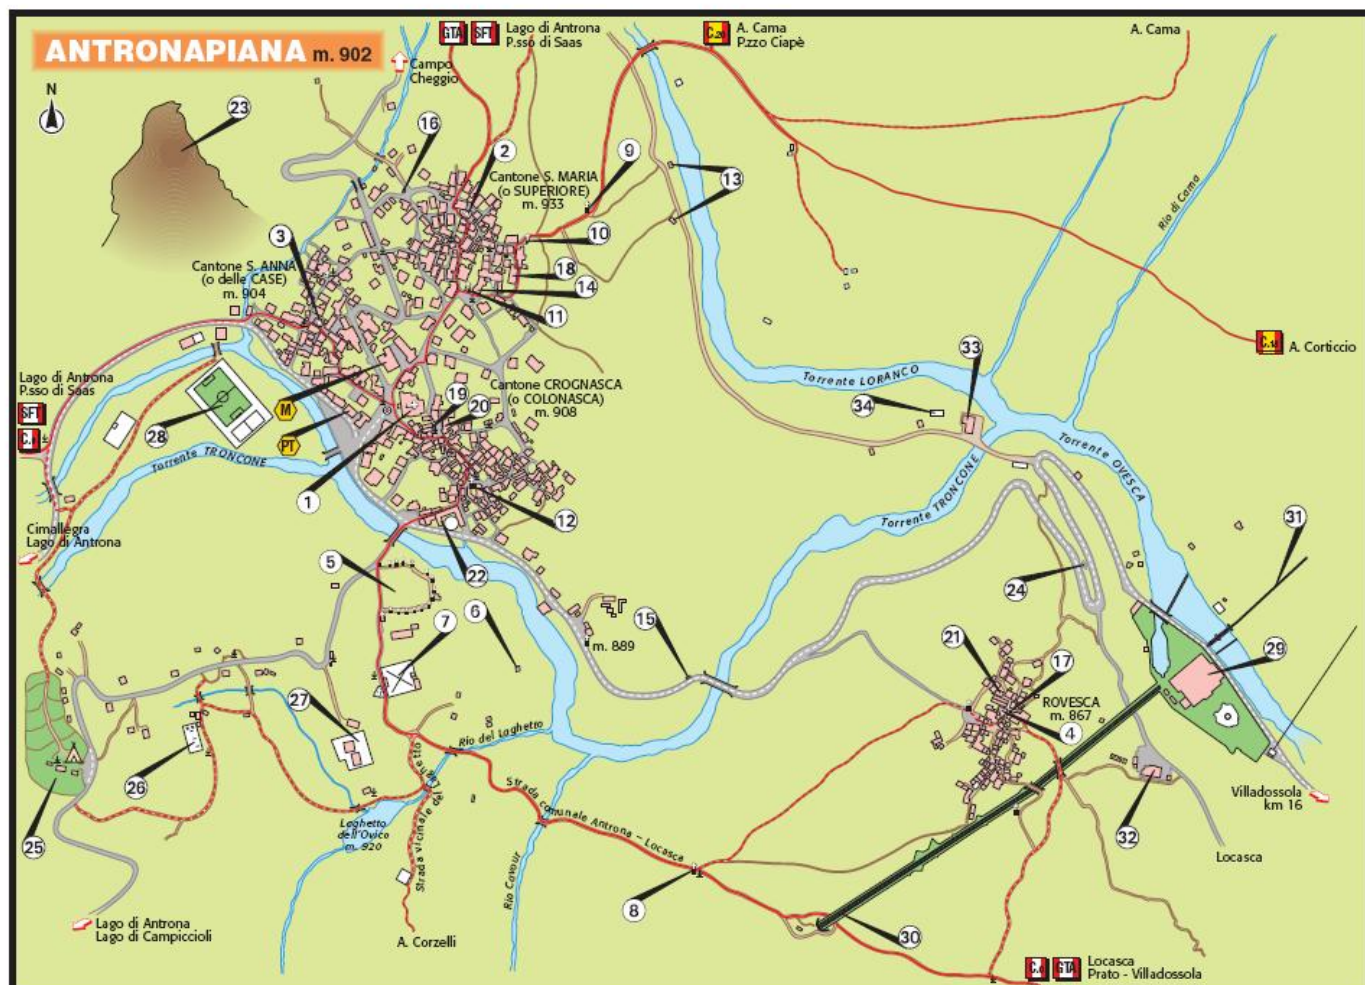 ANTRONAPIANA m. 902
GTA
SFT
Lago di Antrona
P.sso di Saas
C.20
A. Cama
P.zzo Ciapè
A. Cama
N
Campo
Cheggio
23
16
2
9
13
Cantone S. MARIA
(o SUPERIORE)
m. 933
Rio di Cama
3
10
Cantone S. ANNA
(o delle CASE)
m. 904
18
14
11
33
A. Corticcio
Lago di Antrona
P.sso di Saas
SFT
Torrente LORANCO
Cantone CROGNASCA
(o COLONASCA)
m. 908
34
M
19
20
28
PT
Torrente TRONCONE
Torrente OVESCA
1
12
Torrente TRONCONE
31
Cimallegra
Lago di Antrona
5
22
24
6
7
15
m. 889
21
17
29
27
ROVESCA
m. 867
4
Rio del Laghetto
26
Strada comunale Antrona - Locasca
Villadossola
km 16
Laghetto
dell'Ovico
m. 920
Strada vicinale del Laghetto
25
32
Locasca
Rio Cavour
8
Lago di Antrona
Lago di Campiccioli
A. Corzelli
30
GTA
Locasca
Prato - Villadossola